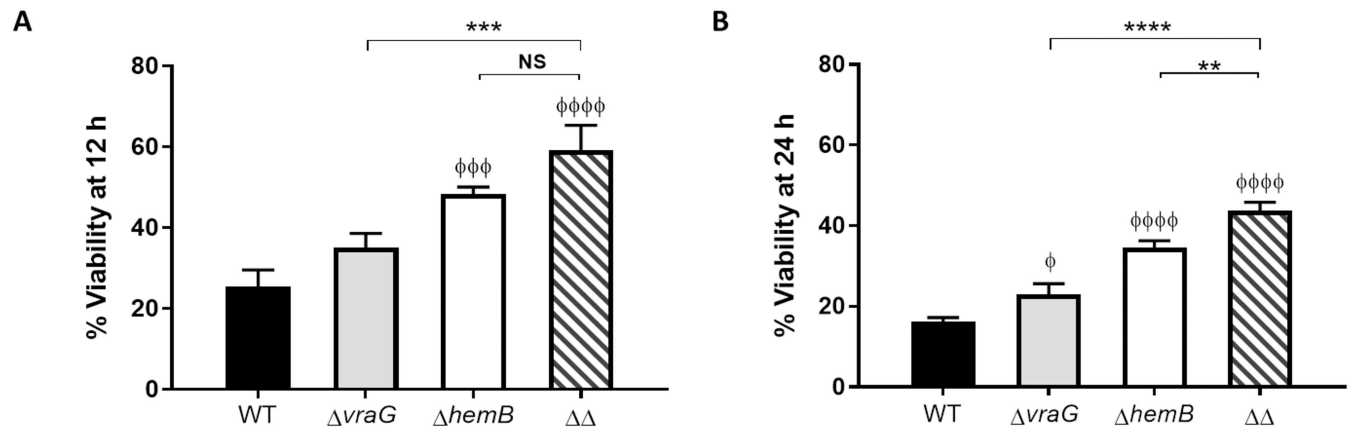 A
***
NS
80
60
40
20
0
% Viability at 12 h
ϕϕϕ
ϕϕϕϕ
WT
ΔvraG
ΔhemB
ΔΔ
B
****
**
80
60
40
20
0
% Viability at 24 h
ϕ
ϕϕϕϕ
ϕϕϕϕ
WT
ΔvraG
ΔhemB
ΔΔ